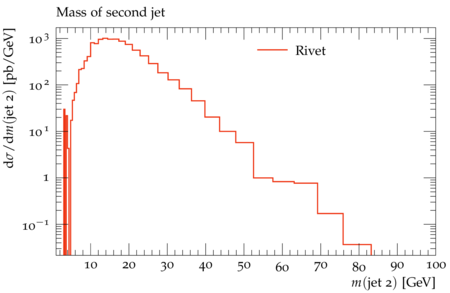 Mass of second jet
dσ/dm(jet 2) [pb/GeV]
10³
10²
10¹
1
10⁻¹
Rivet
10 20 30 40 50 60 70 80 90 100
m(jet 2) [GeV]